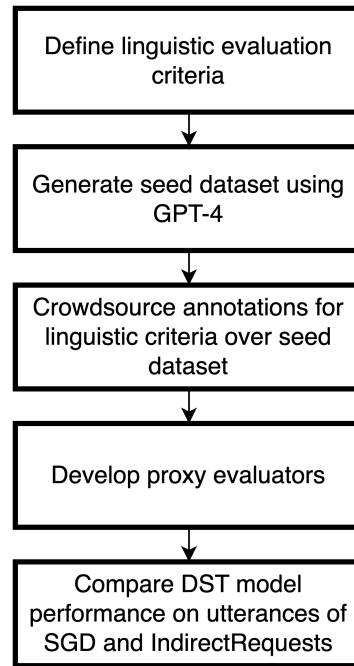 Define linguistic evaluation
criteria
Generate seed dataset using
GPT-4
Crowdsource annotations for
linguistic criteria over seed
dataset
Develop proxy evaluators
Compare DST model
performance on utterances of
SGD and IndirectRequests